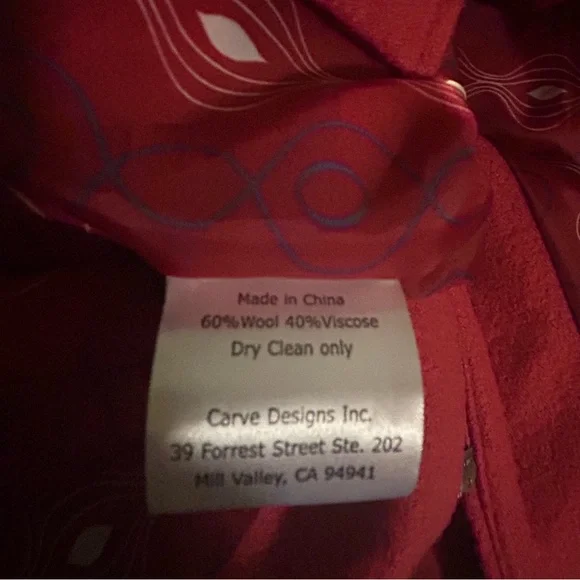 Made in China
60%Wool 40%Viscose
Dry Clean only
Carve Designs Inc.
39 Forrest Street Ste. 202
Mill Valley, CA 94941